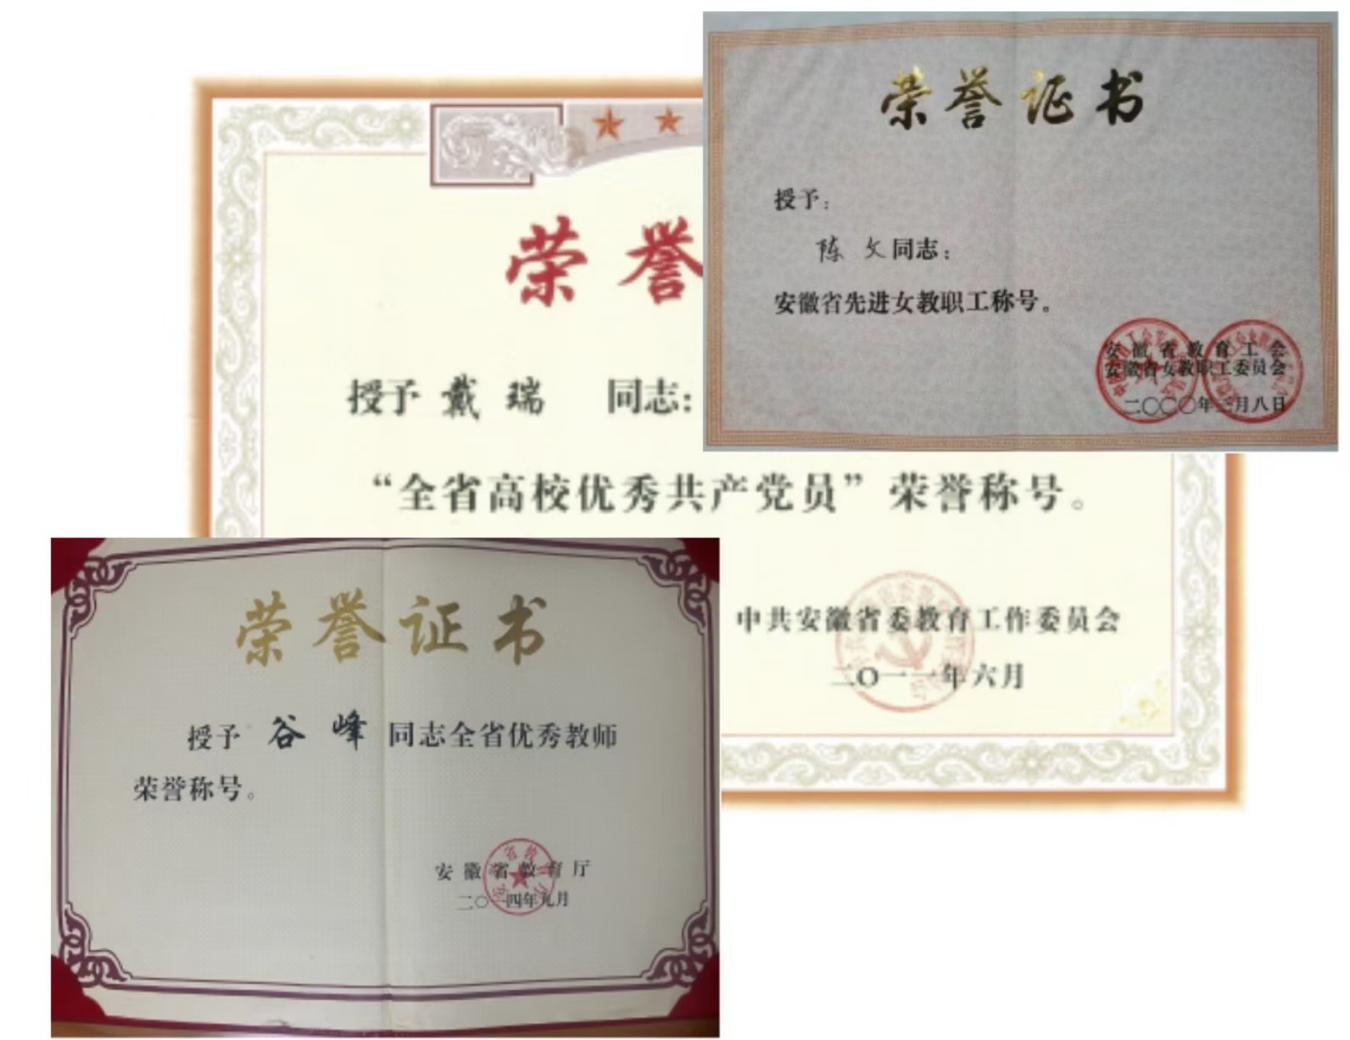 荣誉证书
授予：
陈文同志：
安徽省先进女教职工称号。
安徽省教育工会
安徽省女教职工委员会
二〇〇〇年三月八日
荣誉
授予 戴瑞 同志：
“全省高校优秀共产党员”荣誉称号。
中共安徽省委教育工作委员会
二〇一一年六月
荣誉证书
授予 谷峰 同志全省优秀教师
荣誉称号。
安徽省教育厅
二〇一四年九月